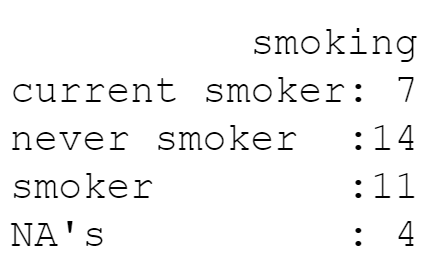 smoking
current smoker: 7
never smoker  :14
smoker        :11
NA's          : 4